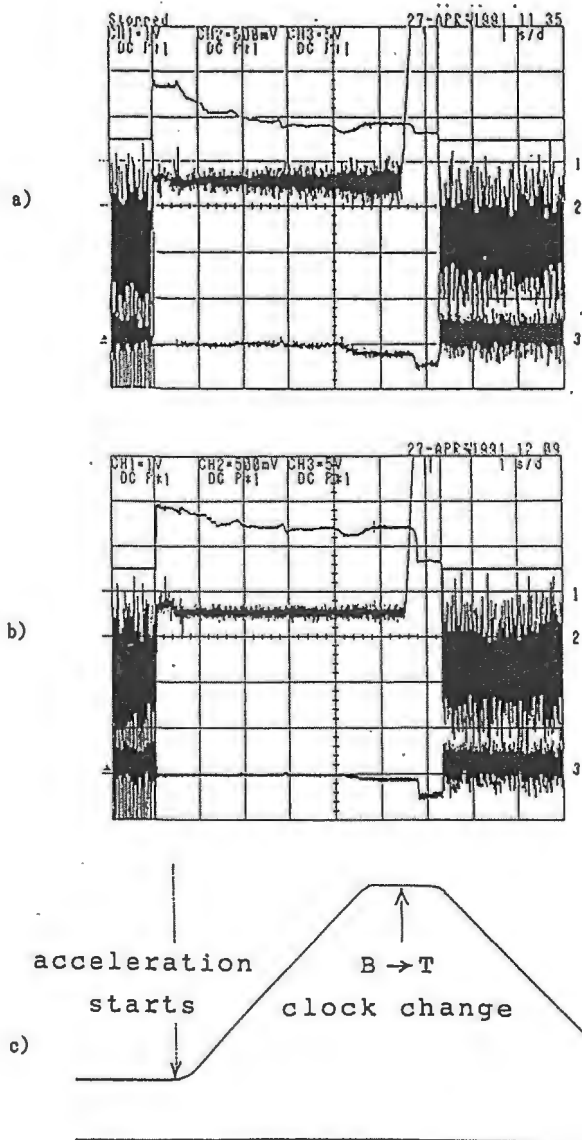 Stopped 27-APR-1991 11 35
CH1=1V CH2=500mV CH3=5V 1 s/d
DC P*1 DC P*1 DC P*1
1
a)
2
3
27-APR-1991 12 09
CH1=1V CH2=500mV CH3=5V 1 s/d
DC P*1 DC P*1 DC P*1
1
b)
2
3
acceleration B → T
starts clock change
c)